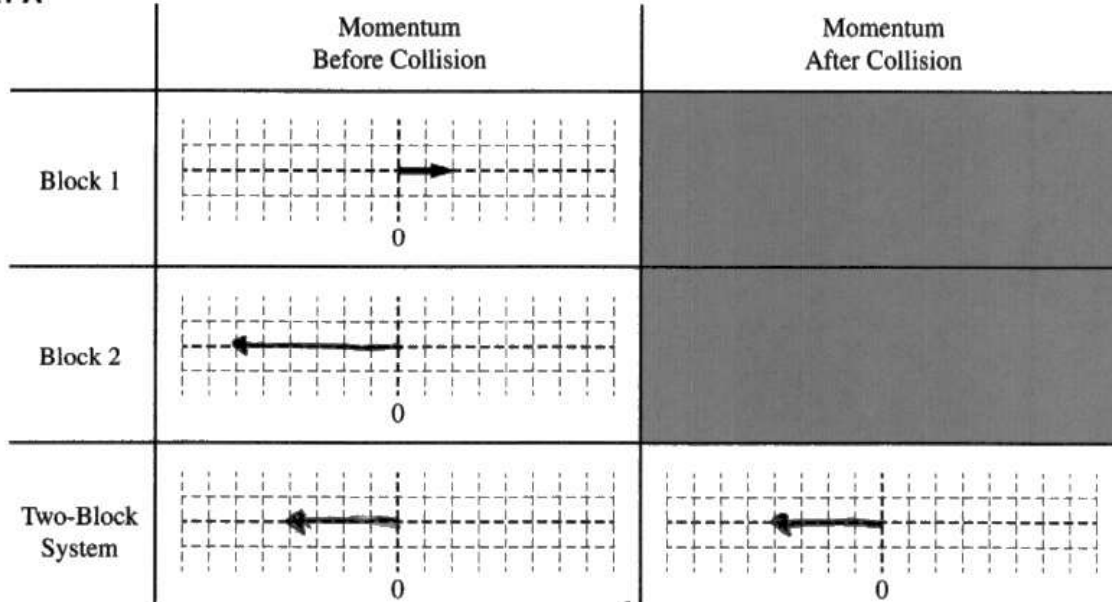 Momentum
Before Collision
Momentum
After Collision
Block 1
0
Block 2
0
Two-Block
System
0
0